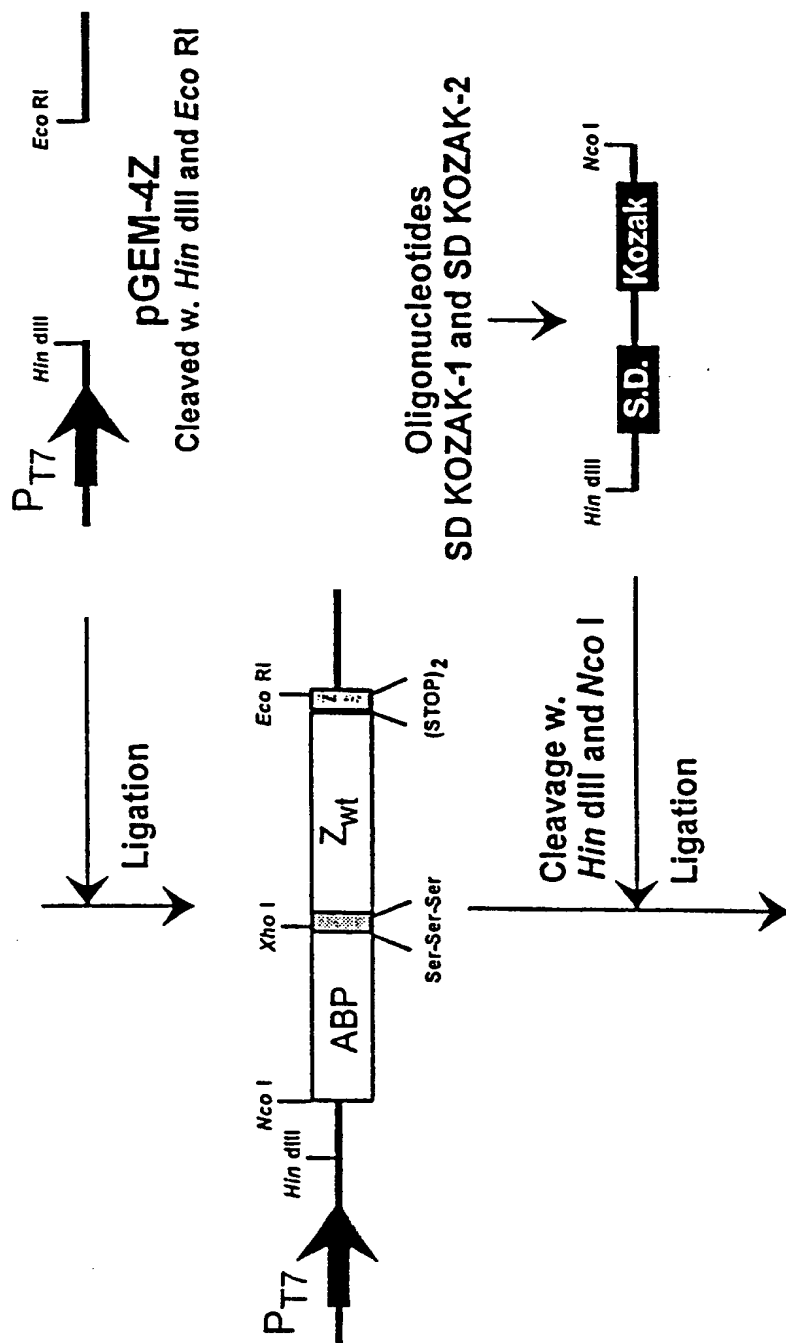 P T7
Hin dIII
Eco RI
pGEM-4Z
Cleaved w. Hin dIII and Eco RI
Ligation
P T7
Hin dIII
Nco I
ABP
Xho I
Ser-Ser-Ser
Zwt
Eco RI
(STOP)2
Oligonucleotides
SD KOZAK-1 and SD KOZAK-2
Hin dIII
S.D.
Kozak
Nco I
Cleavage w.
Hin dIII and Nco I
Ligation